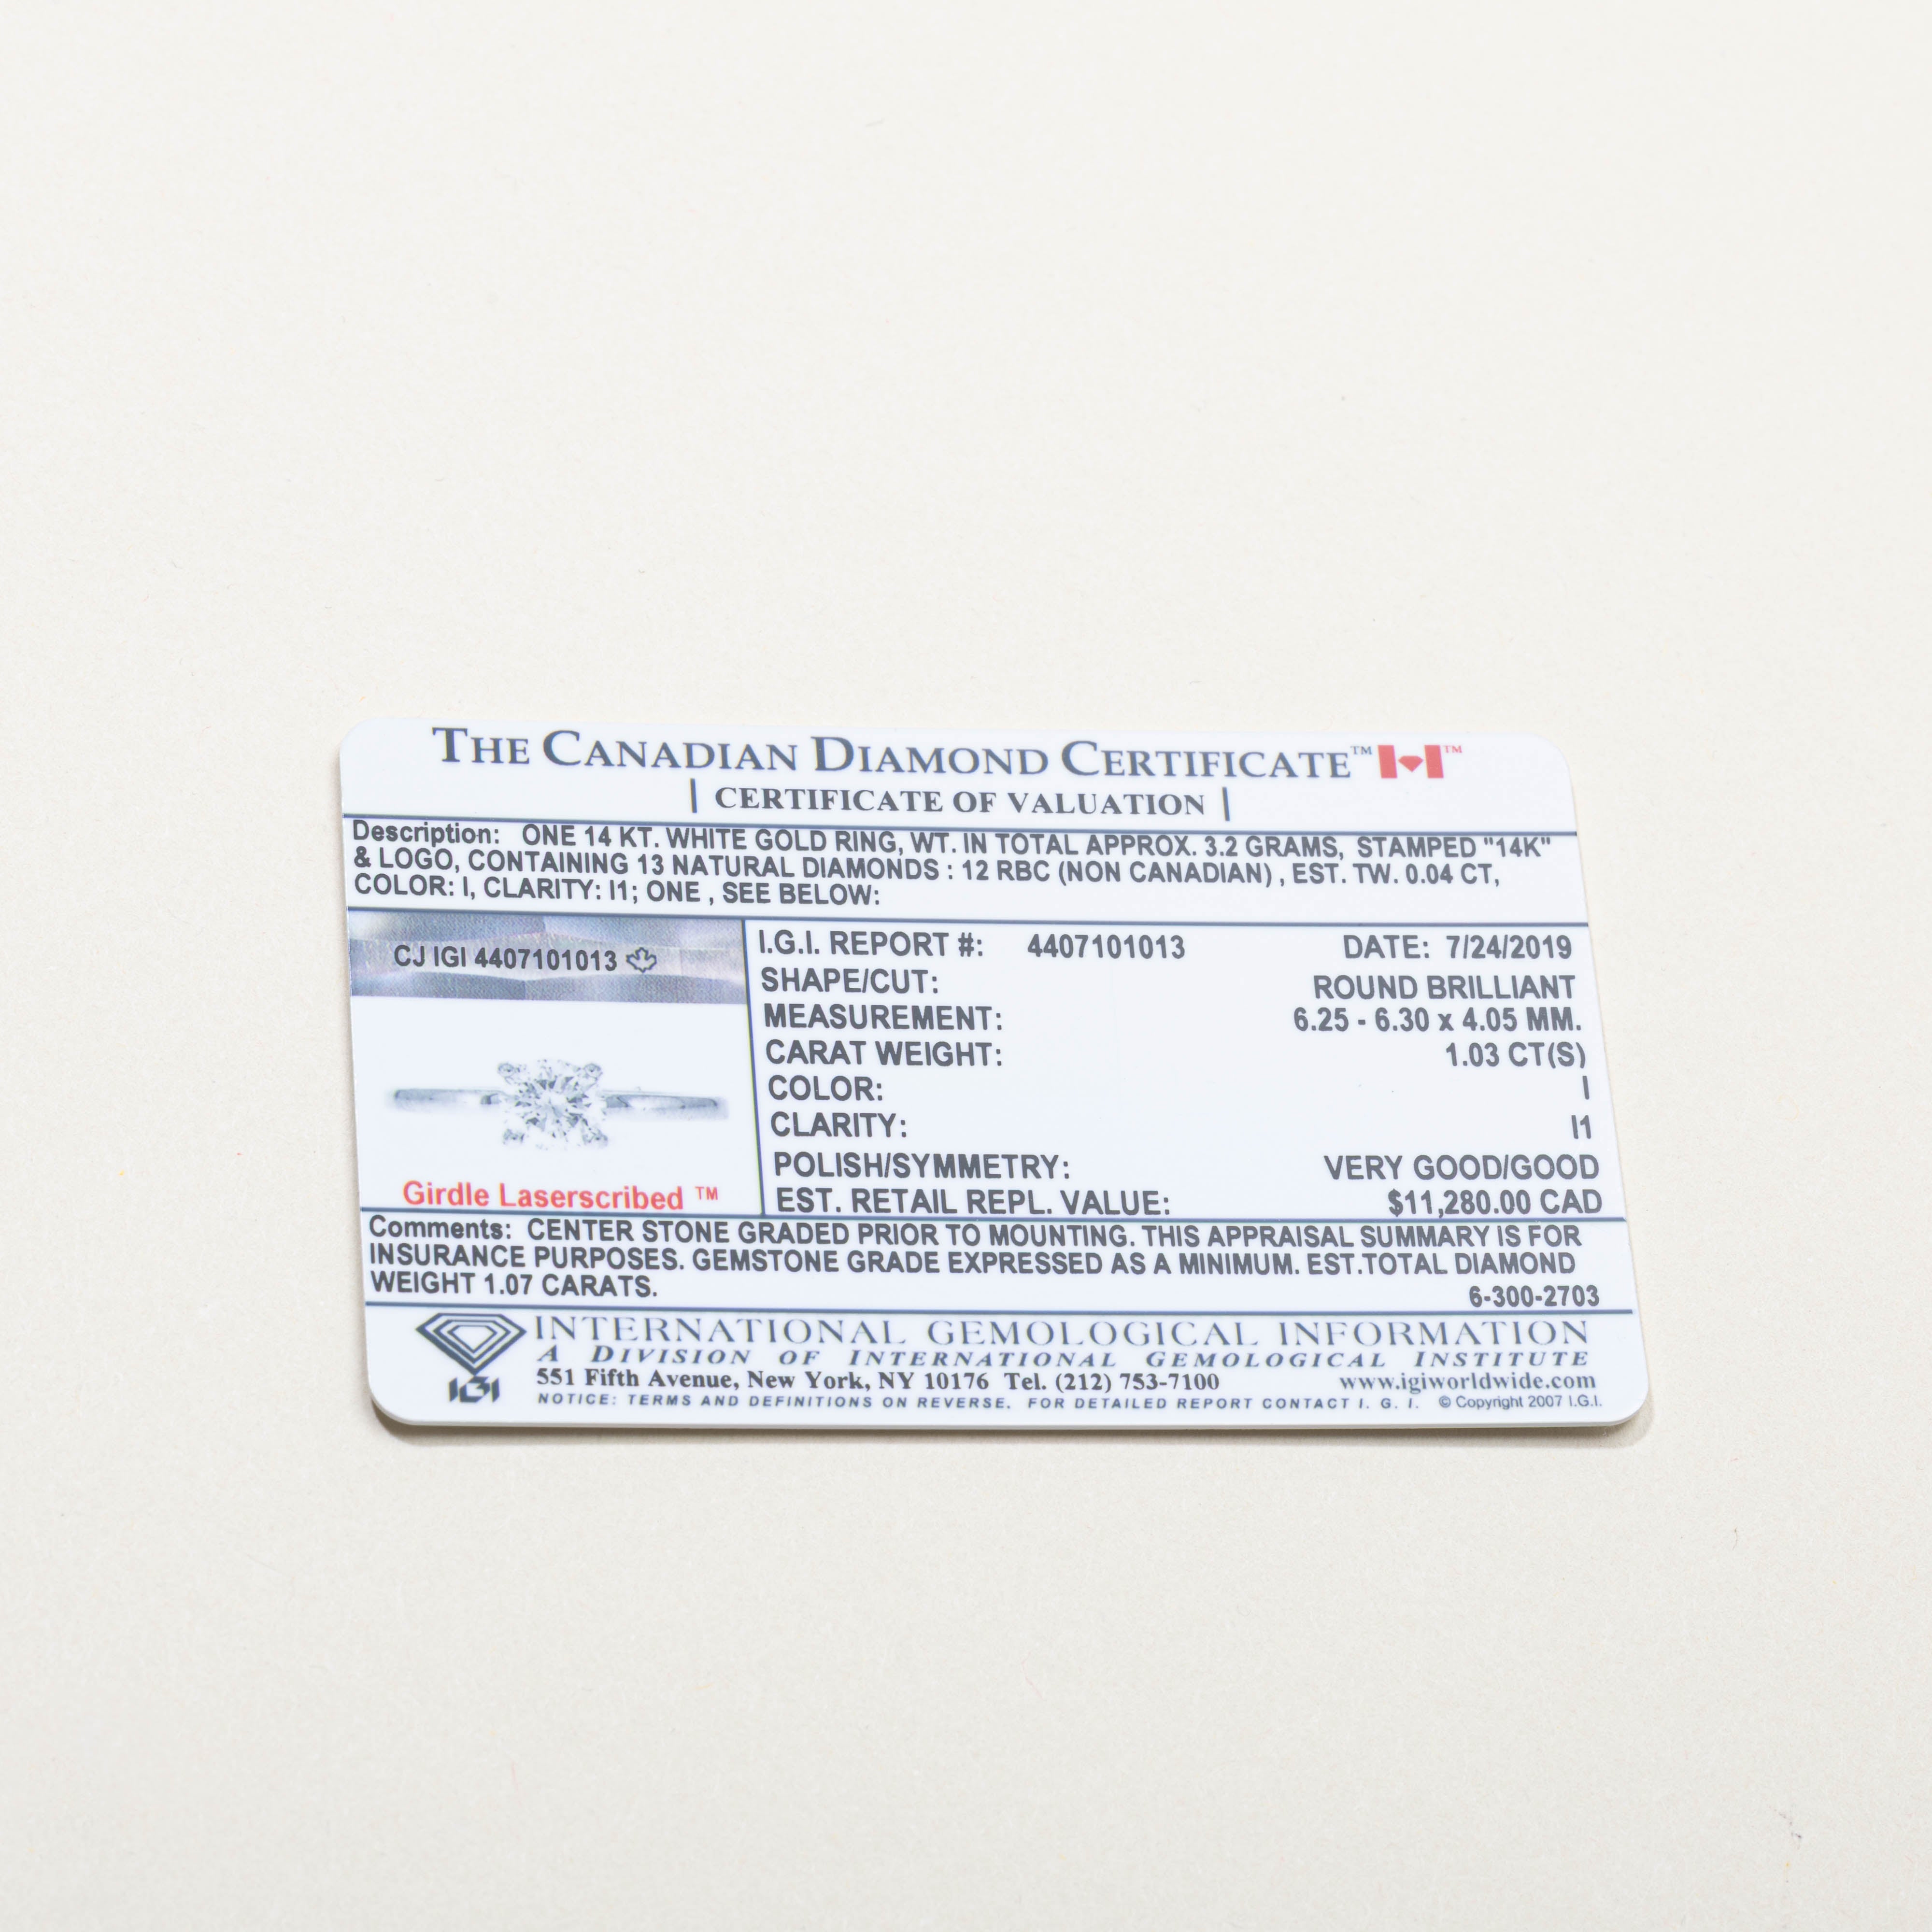 THE CANADIAN DIAMOND CERTIFICATE™ ™
| CERTIFICATE OF VALUATION |
Description: ONE 14 KT. WHITE GOLD RING, WT. IN TOTAL APPROX. 3.2 GRAMS, STAMPED "14K"
& LOGO, CONTAINING 13 NATURAL DIAMONDS : 12 RBC (NON CANADIAN) , EST. TW. 0.04 CT,
COLOR: I, CLARITY: I1; ONE , SEE BELOW:
CJ IGI 4407101013
Girdle Laserscribed ™
I.G.I. REPORT #: 4407101013 DATE: 7/24/2019
SHAPE/CUT: ROUND BRILLIANT
MEASUREMENT: 6.25 - 6.30 x 4.05 MM.
CARAT WEIGHT: 1.03 CT(S)
COLOR: I
CLARITY: I1
POLISH/SYMMETRY: VERY GOOD/GOOD
EST. RETAIL REPL. VALUE: $11,280.00 CAD
Comments: CENTER STONE GRADED PRIOR TO MOUNTING. THIS APPRAISAL SUMMARY IS FOR
INSURANCE PURPOSES. GEMSTONE GRADE EXPRESSED AS A MINIMUM. EST.TOTAL DIAMOND
WEIGHT 1.07 CARATS. 6-300-2703
IGI
INTERNATIONAL GEMOLOGICAL INFORMATION
A DIVISION OF INTERNATIONAL GEMOLOGICAL INSTITUTE
551 Fifth Avenue, New York, NY 10176 Tel. (212) 753-7100 www.igiworldwide.com
NOTICE: TERMS AND DEFINITIONS ON REVERSE. FOR DETAILED REPORT CONTACT I. G. I. © Copyright 2007 I.G.I.